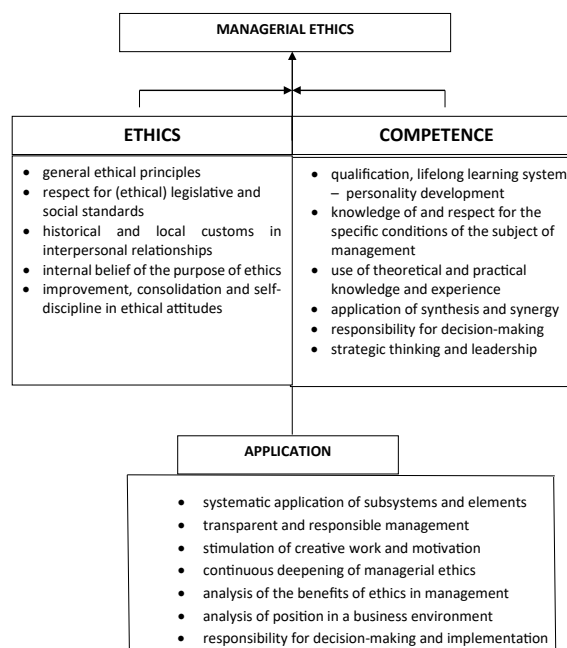 MANAGERIAL ETHICS
ETHICS
• general ethical principles
• respect for (ethical) legislative and
social standards
• historical and local customs in
interpersonal relationships
• internal belief of the purpose of ethics
• improvement, consolidation and self-
discipline in ethical attitudes
COMPETENCE
• qualification, lifelong learning system
– personality development
• knowledge of and respect for the
specific conditions of the subject of
management
• use of theoretical and practical
knowledge and experience
• application of synthesis and synergy
• responsibility for decision-making
• strategic thinking and leadership
APPLICATION
• systematic application of subsystems and elements
• transparent and responsible management
• stimulation of creative work and motivation
• continuous deepening of managerial ethics
• analysis of the benefits of ethics in management
• analysis of position in a business environment
• responsibility for decision-making and implementation